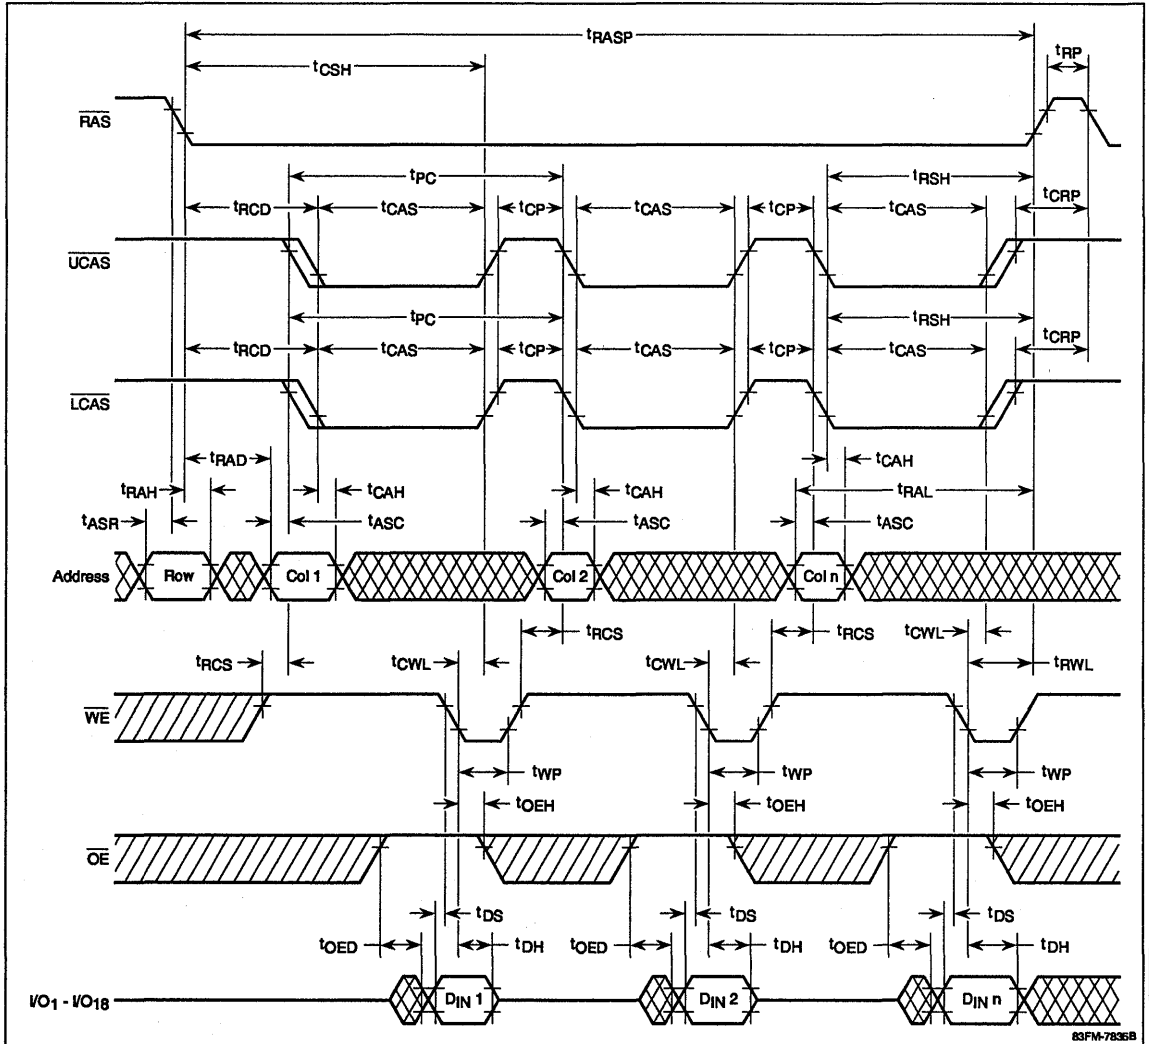 tRASP
tCSH
tRP
RAS
tPC
tRSH
tRCD
tCAS
tCP
tCAS
tCP
tCAS
tCRP
UCAS
tPC
tRSH
tRCD
tCAS
tCP
tCAS
tCP
tCAS
tCRP
LCAS
tRAD
tCAH
tRAH
tCAH
tCAH
tRAL
tASR
tASC
tASC
tASC
Address
Row
Col 1
Col 2
Col n
tRCS
tRCS
tCWL
tRCS
tCWL
tCWL
tRWL
WE
tWP
tWP
tWP
tOEH
tOEH
tOEH
OE
tDS
tDS
tDS
tOED
tDH
tOED
tDH
tOED
tDH
I/O1 - I/O18
DIN 1
DIN 2
DIN n
83FM-7836B